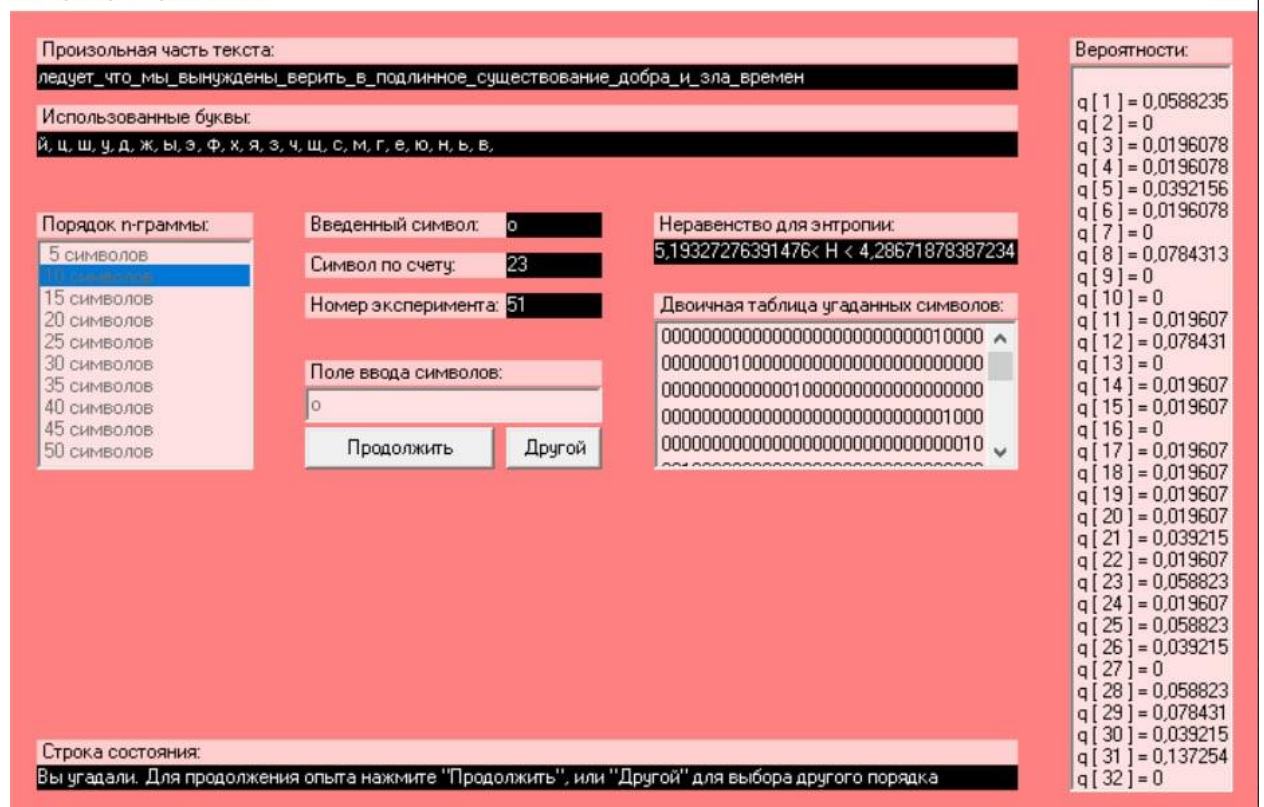 Произольная часть текста:
ледует_что_мы_вынуждены_верить_в_подлинное_существование_добра_и_зла_времен
Использованные буквы:
й, ц, ш, у, д, ж, ы, э, ф, х, я, з, ч, щ, с, м, г, е, ю, н, ь, в,
Порядок n-граммы:
5 символов
10 символов
15 символов
20 символов
25 символов
30 символов
35 символов
40 символов
45 символов
50 символов
Введенный символ: о
Символ по счету: 23
Номер эксперимента: 51
Поле ввода символов:
о
Продолжить Другой
Неравенство для энтропии:
5,19327276391476< H < 4,28671878387234
Двоичная таблица угаданных символов:
00000000000000000000000000010000
00000001000000000000000000000000
00000000000001000000000000000000
00000000000000000000000000001000
00000000000000000000000000000010
Строка состояния:
Вы угадали. Для продолжения опыта нажмите "Продолжить", или "Другой" для выбора другого порядка
Вероятности:
q[ 1 ] = 0,0588235
q[ 2 ] = 0
q[ 3 ] = 0,0196078
q[ 4 ] = 0,0196078
q[ 5 ] = 0,0392156
q[ 6 ] = 0,0196078
q[ 7 ] = 0
q[ 8 ] = 0,0784313
q[ 9 ] = 0
q[ 10 ] = 0
q[ 11 ] = 0,019607
q[ 12 ] = 0,078431
q[ 13 ] = 0
q[ 14 ] = 0,019607
q[ 15 ] = 0,019607
q[ 16 ] = 0
q[ 17 ] = 0,019607
q[ 18 ] = 0,019607
q[ 19 ] = 0,019607
q[ 20 ] = 0,019607
q[ 21 ] = 0,039215
q[ 22 ] = 0,019607
q[ 23 ] = 0,058823
q[ 24 ] = 0,019607
q[ 25 ] = 0,058823
q[ 26 ] = 0,039215
q[ 27 ] = 0
q[ 28 ] = 0,058823
q[ 29 ] = 0,078431
q[ 30 ] = 0,039215
q[ 31 ] = 0,137254
q[ 32 ] = 0